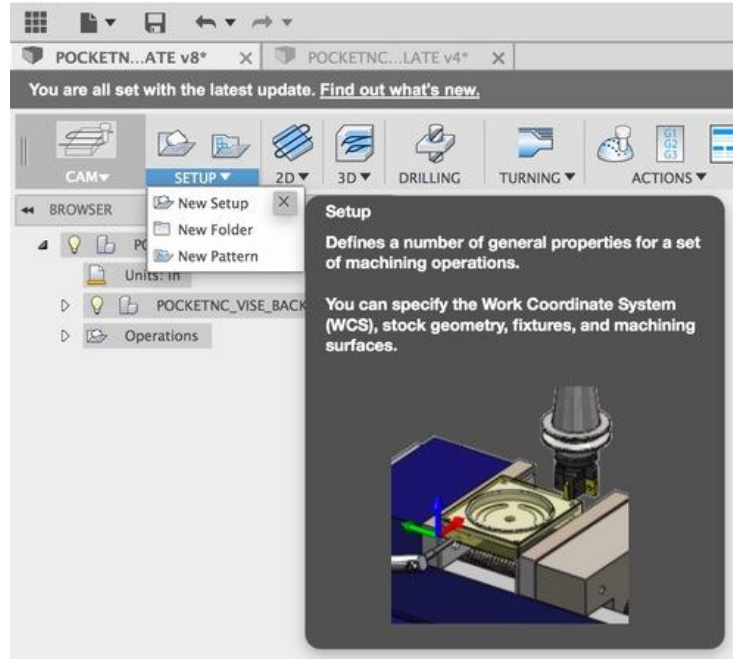 POCKETN...ATE v8*
POCKETNC...LATE v4*
You are all set with the latest update. Find out what's new.
CAM
SETUP
2D
3D
DRILLING
TURNING
G1
G2
G3
ACTIONS
BROWSER
New Setup
New Folder
New Pattern
PO
Units: in
POCKETNC_VISE_BACK
Operations
Setup
Defines a number of general properties for a set
of machining operations.
You can specify the Work Coordinate System
(WCS), stock geometry, fixtures, and machining
surfaces.